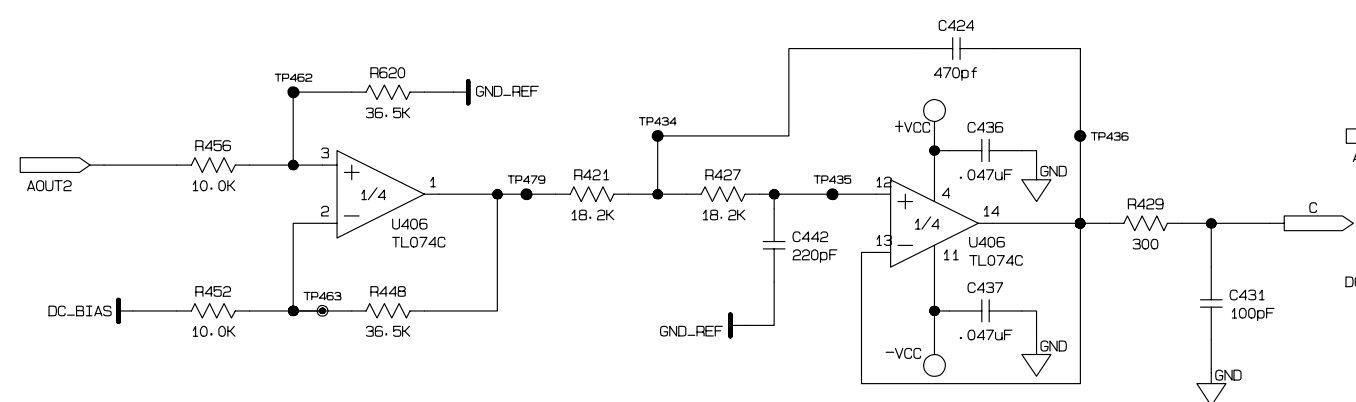 C424
470pf
TP462
R620
36.5K
GND_REF
AOUT2
R456
10.0K
3
+
1/4
1
2
−
U406
TL074C
TP479
R421
18.2K
TP434
R427
18.2K
TP435
C442
220pF
GND_REF
DC_BIAS
R452
10.0K
TP463
R448
36.5K
+VCC
C436
.047uF
GND
TP436
12
+
4
1/4
14
13
−
11
U406
TL074C
C437
.047uF
GND
−VCC
R429
300
C
C431
100pF
GND
A
D